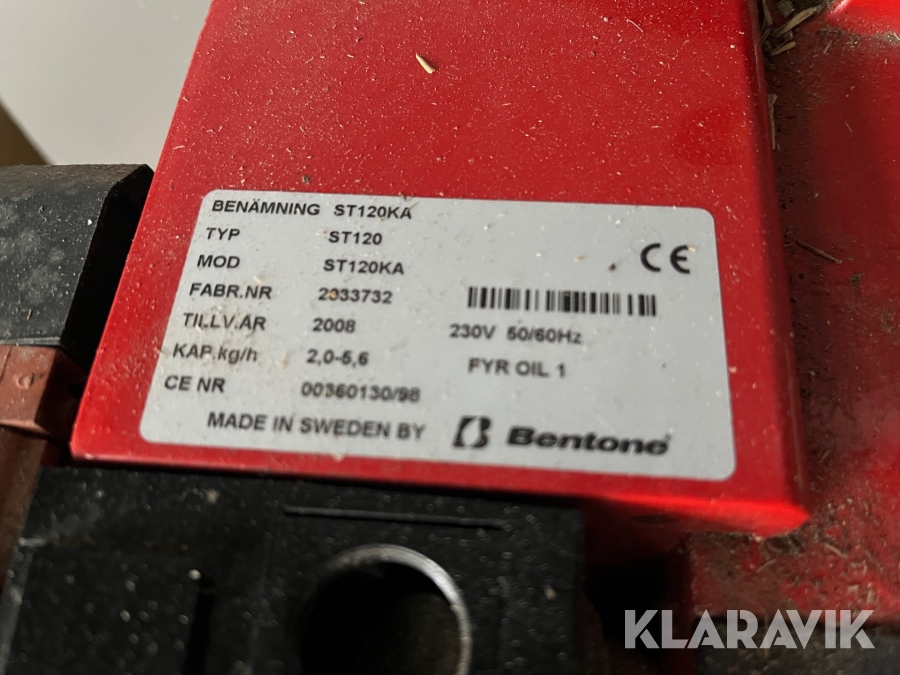 BENÄMNING ST120KA
TYP ST120
MOD ST120KA
FABR.NR 2033732
TILLV.ÅR 2008 230V 50/60Hz
KAP.kg/h 2,0-5,6 FYR OIL 1
CE NR 00360130/98
MADE IN SWEDEN BY Bentone
CE
KLARAVIK